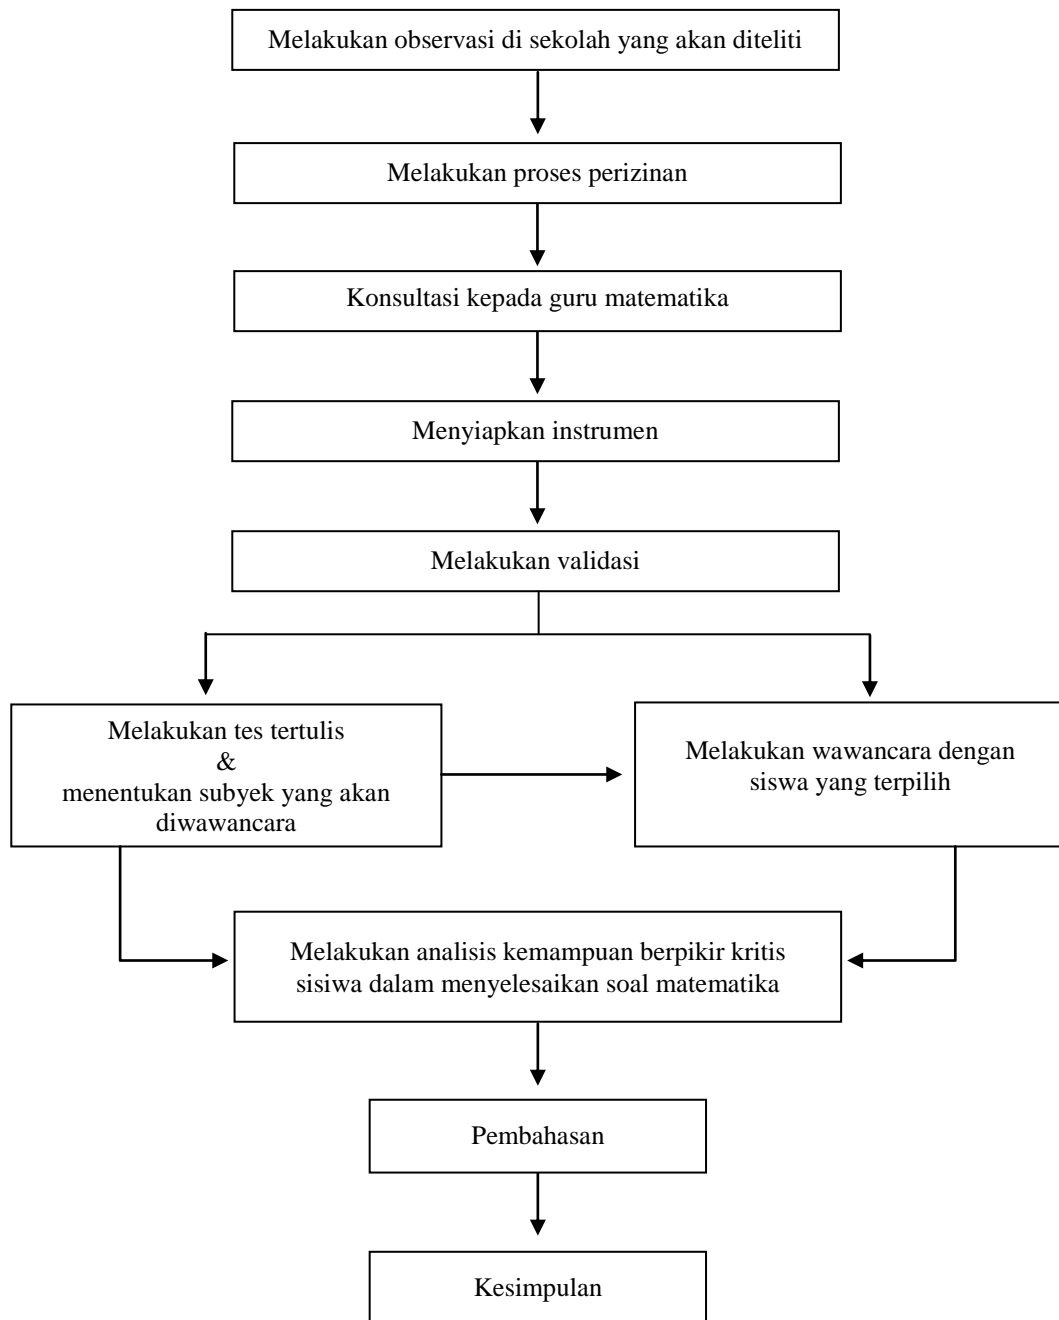 Melakukan observasi di sekolah yang akan diteliti
Melakukan proses perizinan
Konsultasi kepada guru matematika
Menyiapkan instrumen
Melakukan validasi
Melakukan tes tertulis
&
menentukan subyek yang akan
diwawancara
Melakukan wawancara dengan
siswa yang terpilih
Melakukan analisis kemampuan berpikir kritis
sisiwa dalam menyelesaikan soal matematika
Pembahasan
Kesimpulan